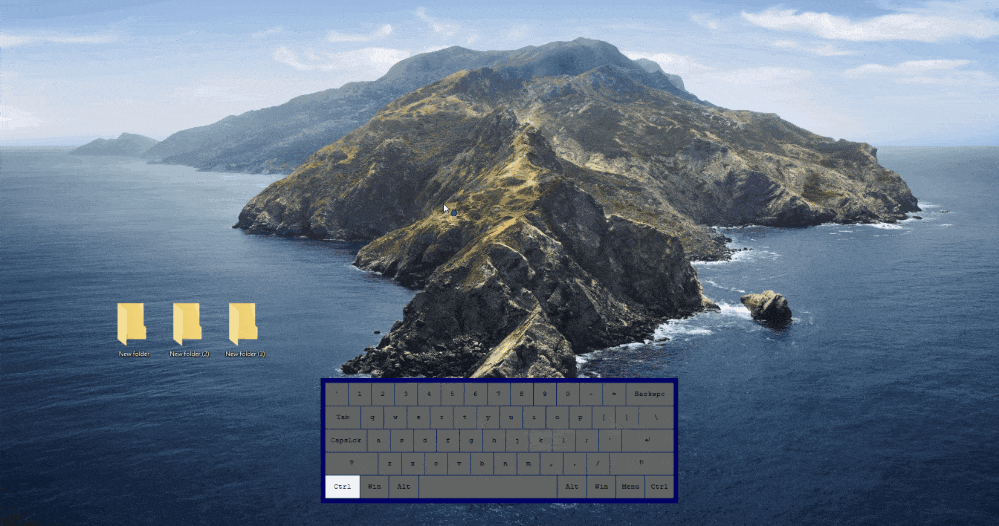 New folder
New folder (2)
New folder (3)
` 1 2 3 4 5 6 7 8 9 0 - = Backspc
Tab q w e r t y u i o p [ ] \
CapsLck a s d f g h j k l ; ' ↵
⇧ z x c v b n m , . / ⇧
Ctrl Win Alt Alt Win Menu Ctrl